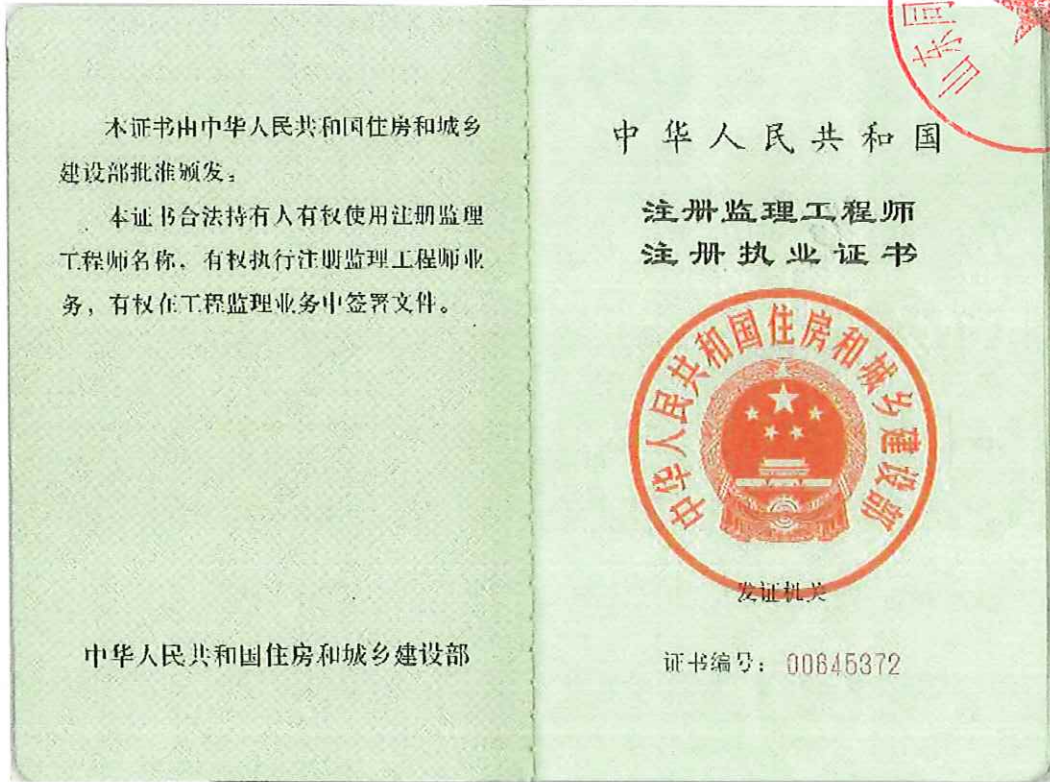 本证书由中华人民共和国住房和城乡
建设部批准颁发。
本证书合法持有人有权使用注册监理
工程师名称，有权执行注册监理工程师业
务，有权在工程监理业务中签署文件。
中华人民共和国住房和城乡建设部
山东同
中华人民共和国
注册监理工程师
注册执业证书
中华人民共和国住房和城乡建设部
发证机关
证书编号：00645372